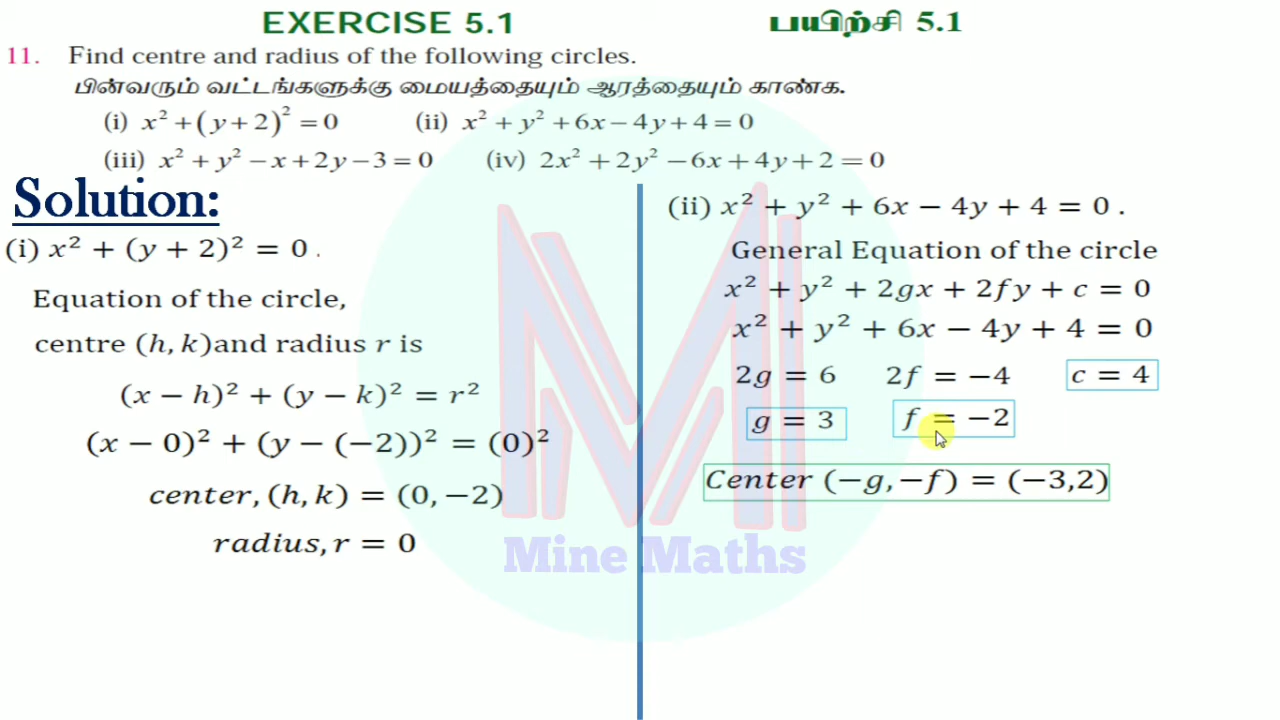 EXERCISE 5.1
பயிற்சி 5.1
11. Find centre and radius of the following circles.
பின்வரும் வட்டங்களுக்கு மையத்தையும் ஆரத்தையும் காண்க.
(i) x² + (y + 2)² = 0 (ii) x² + y² + 6x − 4y + 4 = 0
(iii) x² + y² − x + 2y − 3 = 0 (iv) 2x² + 2y² − 6x + 4y + 2 = 0
Solution:
(i) x² + (y + 2)² = 0 .
Equation of the circle,
centre (h, k)and radius r is
(x − h)² + (y − k)² = r²
(x − 0)² + (y − (−2))² = (0)²
center, (h, k) = (0, −2)
radius, r = 0
(ii) x² + y² + 6x − 4y + 4 = 0 .
General Equation of the circle
x² + y² + 2gx + 2fy + c = 0
x² + y² + 6x − 4y + 4 = 0
2g = 6 2f = −4 c = 4
g = 3 f = −2
Center (−g, −f) = (−3,2)
Mine Maths